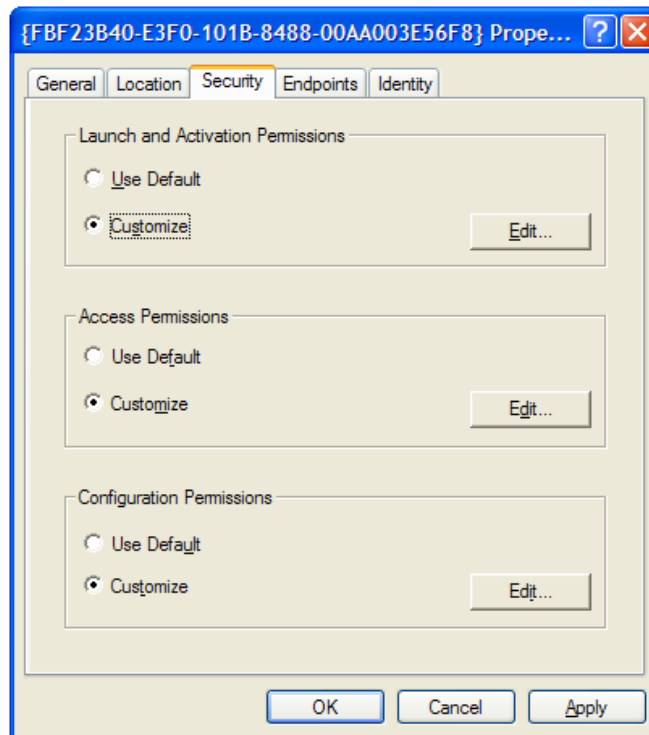 {FBF23B40-E3F0-101B-8488-00AA003E56F8} Prope... ?
General Location Security Endpoints Identity
Launch and Activation Permissions
Use Default
Customize Edit...
Access Permissions
Use Default
Customize Edit...
Configuration Permissions
Use Default
Customize Edit...
OK Cancel Apply